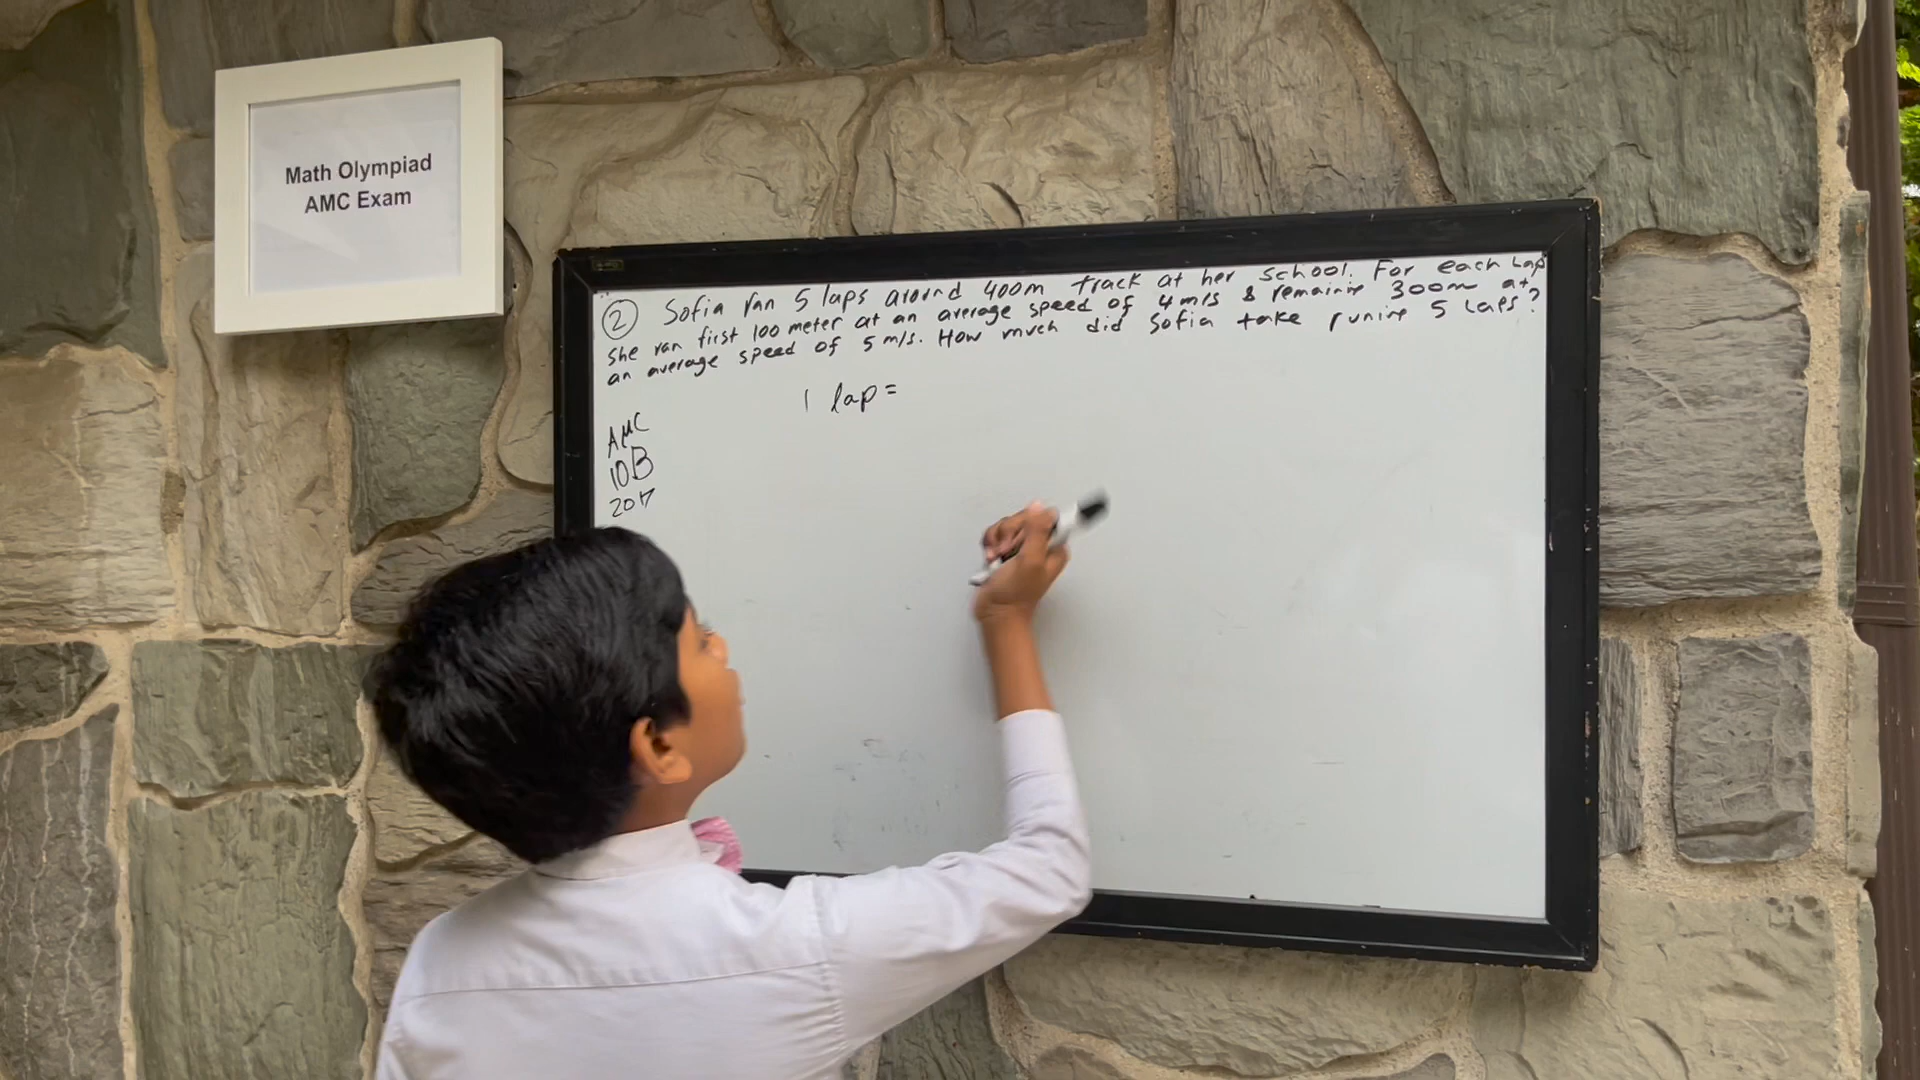 Math Olympiad
AMC Exam
② Sofia ran 5 laps around 400m track at her school. For each Lap
she ran first 100 meter at an average speed of 4 m/s & remainig 300m at
an average speed of 5 m/s. How much did Sofia take runing 5 laps?
1 lap =
AMC
10B
2017